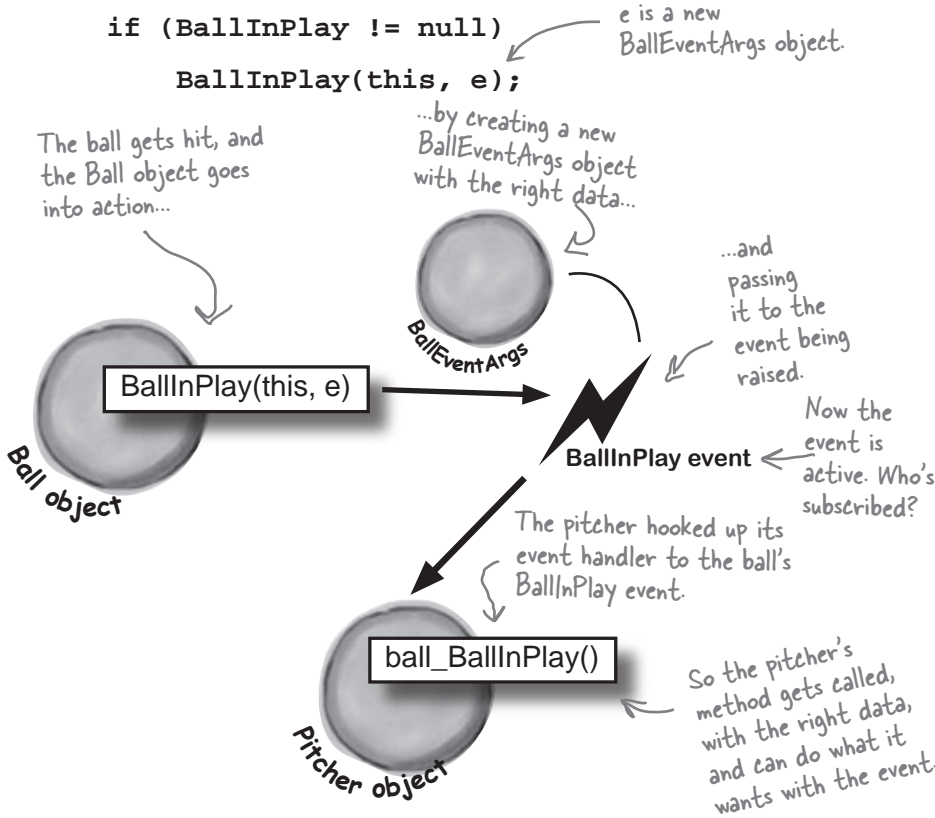 if (BallInPlay != null)
BallInPlay(this, e);
e is a new
BallEventArgs object.
The ball gets hit, and
the Ball object goes
into action...
...by creating a new
BallEventArgs object
with the right data...
BallEventArgs
...and
passing
it to the
event being
raised.
BallInPlay(this, e)
Ball object
BallInPlay event
Now the
event is
active. Who's
subscribed?
The pitcher hooked up its
event handler to the ball's
BallInPlay event.
ball_BallInPlay()
Pitcher object
So the pitcher's
method gets called,
with the right data,
and can do what it
wants with the event.